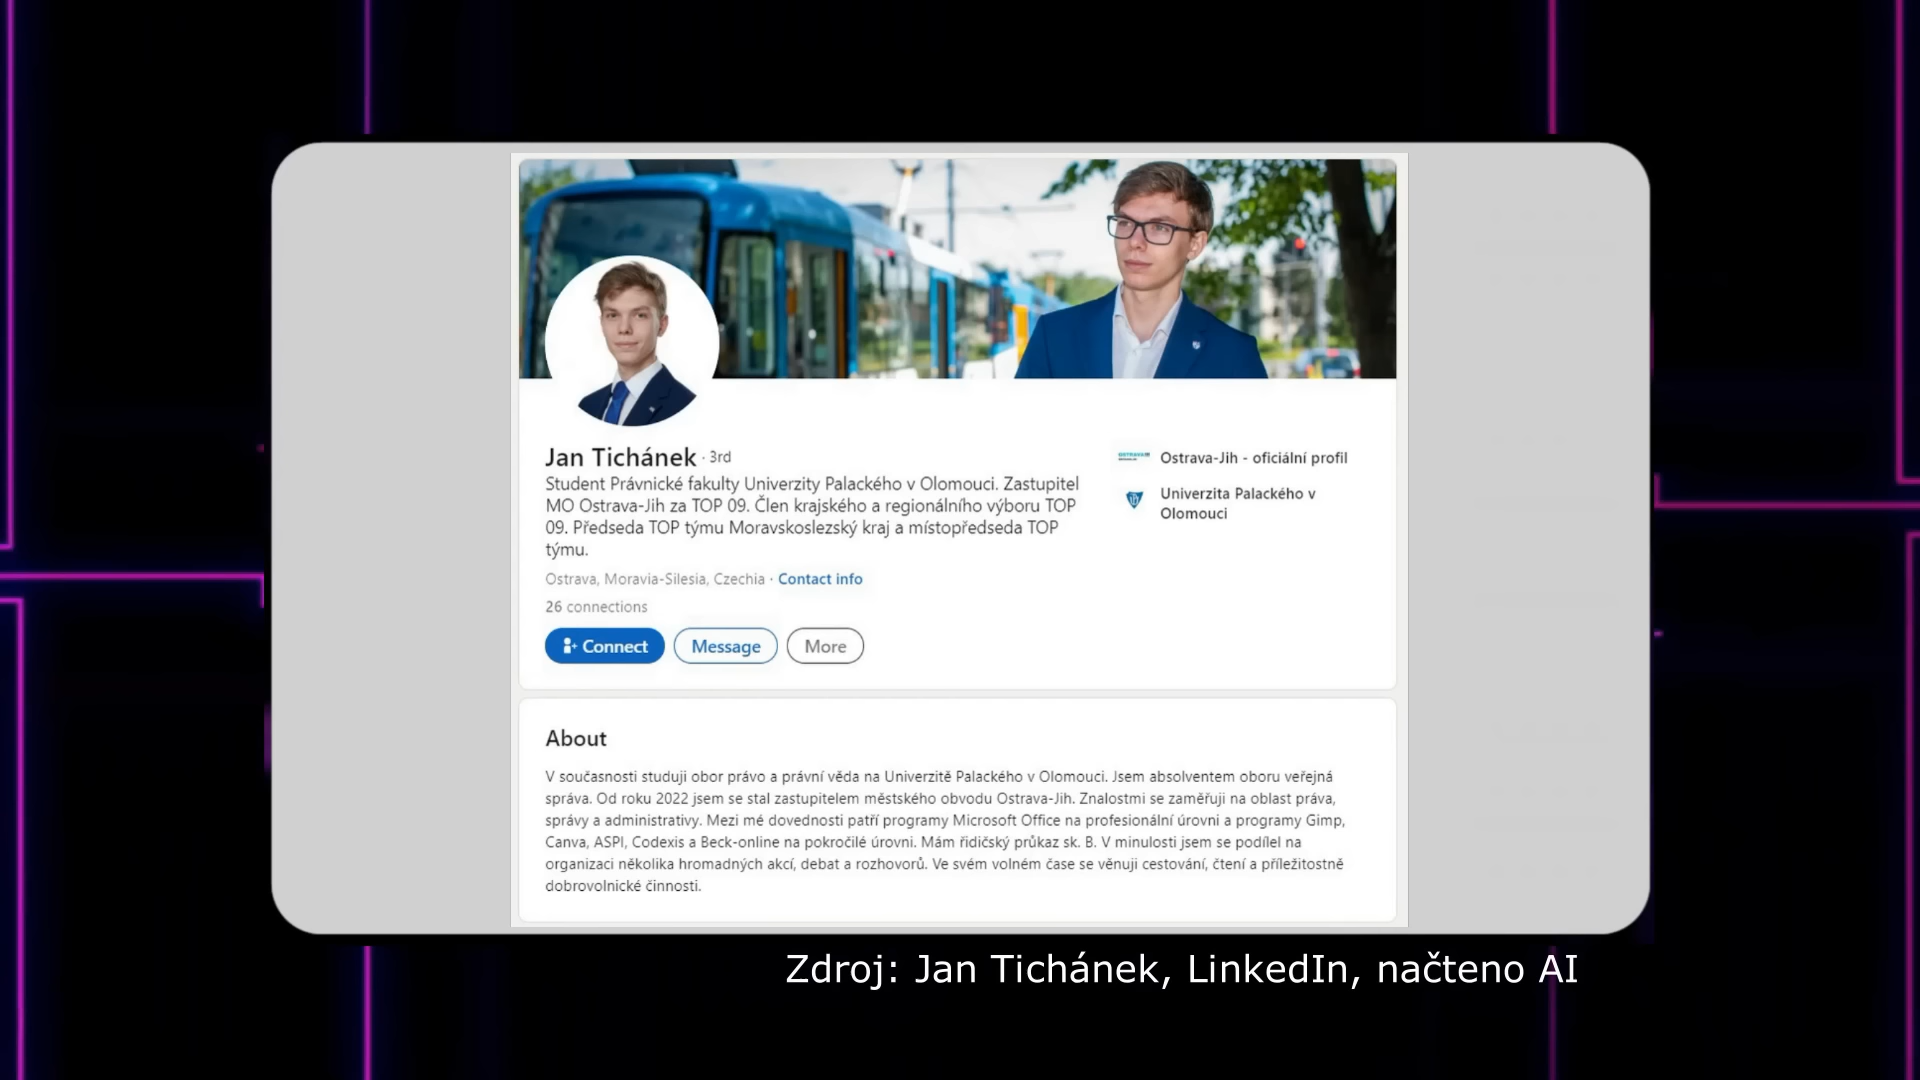 Jan Tichánek · 3rd
Student Právnické fakulty Univerzity Palackého v Olomouci. Zastupitel
MO Ostrava-Jih za TOP 09. Člen krajského a regionálního výboru TOP
09. Předseda TOP týmu Moravskoslezský kraj a místopředseda TOP
týmu.
Ostrava, Moravia-Silesia, Czechia · Contact info
26 connections
Connect
Message
More
Ostrava-Jih - oficiální profil
Univerzita Palackého v
Olomouci
About
V současnosti studuji obor právo a právní věda na Univerzitě Palackého v Olomouci. Jsem absolventem oboru veřejná
správa. Od roku 2022 jsem se stal zastupitelem městského obvodu Ostrava-Jih. Znalostmi se zaměřuji na oblast práva,
správy a administrativy. Mezi mé dovednosti patří programy Microsoft Office na profesionální úrovni a programy Gimp,
Canva, ASPI, Codexis a Beck-online na pokročilé úrovni. Mám řidičský průkaz sk. B. V minulosti jsem se podílel na
organizaci několika hromadných akcí, debat a rozhovorů. Ve svém volném čase se věnuji cestování, čtení a příležitostně
dobrovolnické činnosti.
Zdroj: Jan Tichánek, LinkedIn, načteno AI